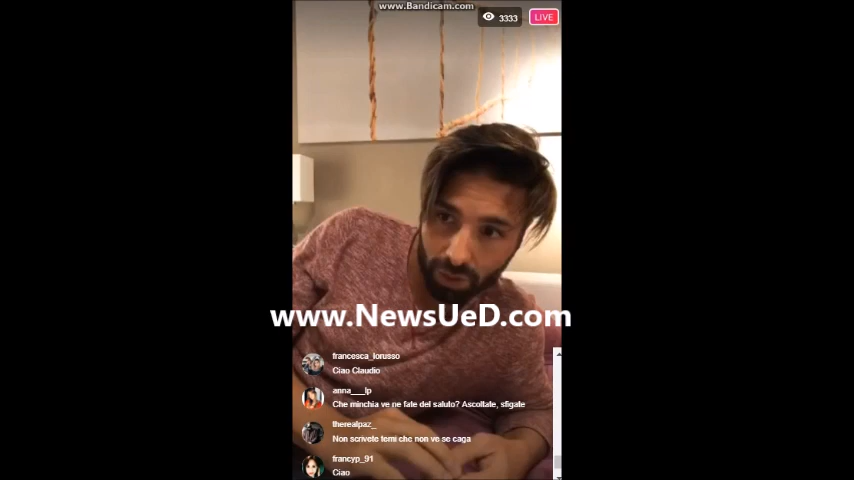 www.Bandicam.com
3333
LIVE
www.NewsUeD.com
francesca_lorusso
Ciao Claudio
anna___lp
Che minchia ve ne fate del saluto? Ascoltate, sfigate
therealpaz_
Non scrivete temi che non ve se caga
francyp_91
Ciao